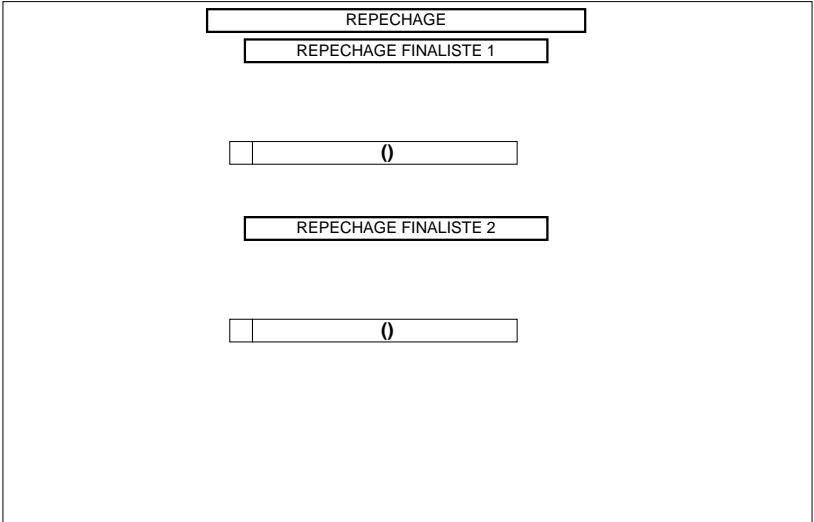 REPECHAGE
REPECHAGE FINALISTE 1
()
REPECHAGE FINALISTE 2
()